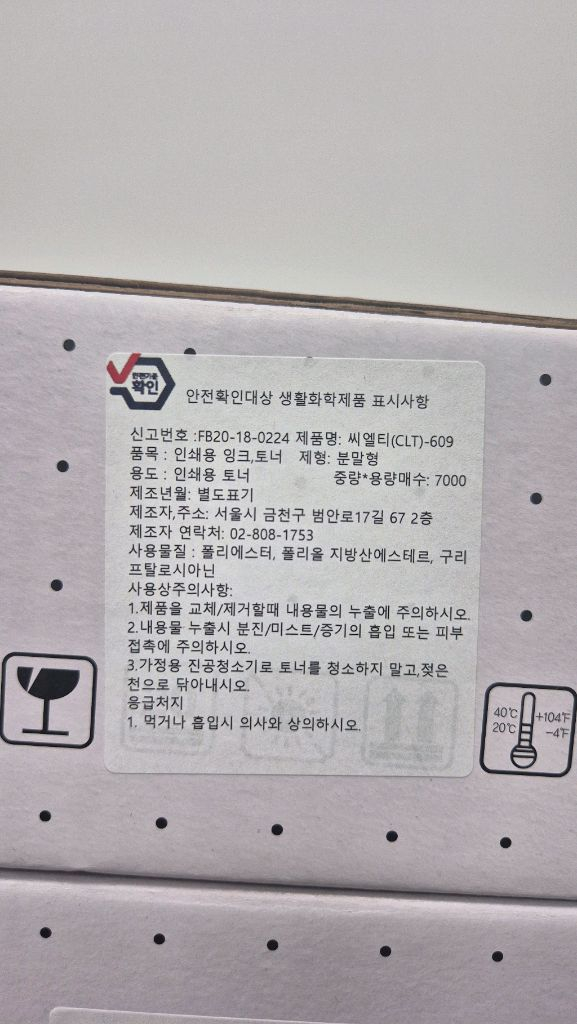 안전기준
확인
안전확인대상 생활화학제품 표시사항
신고번호 :FB20-18-0224 제품명: 씨엘티(CLT)-609
품목 : 인쇄용 잉크,토너 제형: 분말형
용도 : 인쇄용 토너 중량*용량매수: 7000
제조년월: 별도표기
제조자,주소: 서울시 금천구 범안로17길 67 2층
제조자 연락처: 02-808-1753
사용물질 : 폴리에스터, 폴리올 지방산에스테르, 구리
프탈로시아닌
사용상주의사항:
1.제품을 교체/제거할때 내용물의 누출에 주의하시오.
2.내용물 누출시 분진/미스트/증기의 흡입 또는 피부
접촉에 주의하시오.
3.가정용 진공청소기로 토너를 청소하지 말고,젖은
천으로 닦아내시오.
응급처지
1. 먹거나 흡입시 의사와 상의하시오.
40℃ +104℉
20℃ -4℉